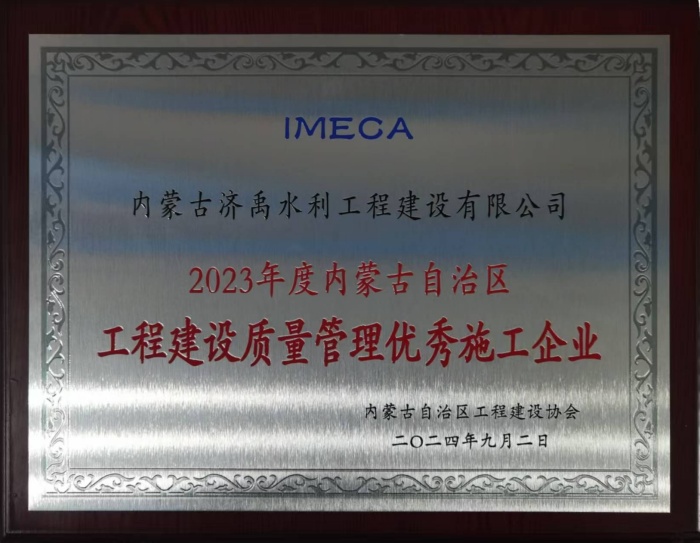 IMECA
内蒙古济禹水利工程建设有限公司
2023年度内蒙古自治区
工程建设质量管理优秀施工企业
内蒙古自治区工程建设协会
二〇二四年九月二日